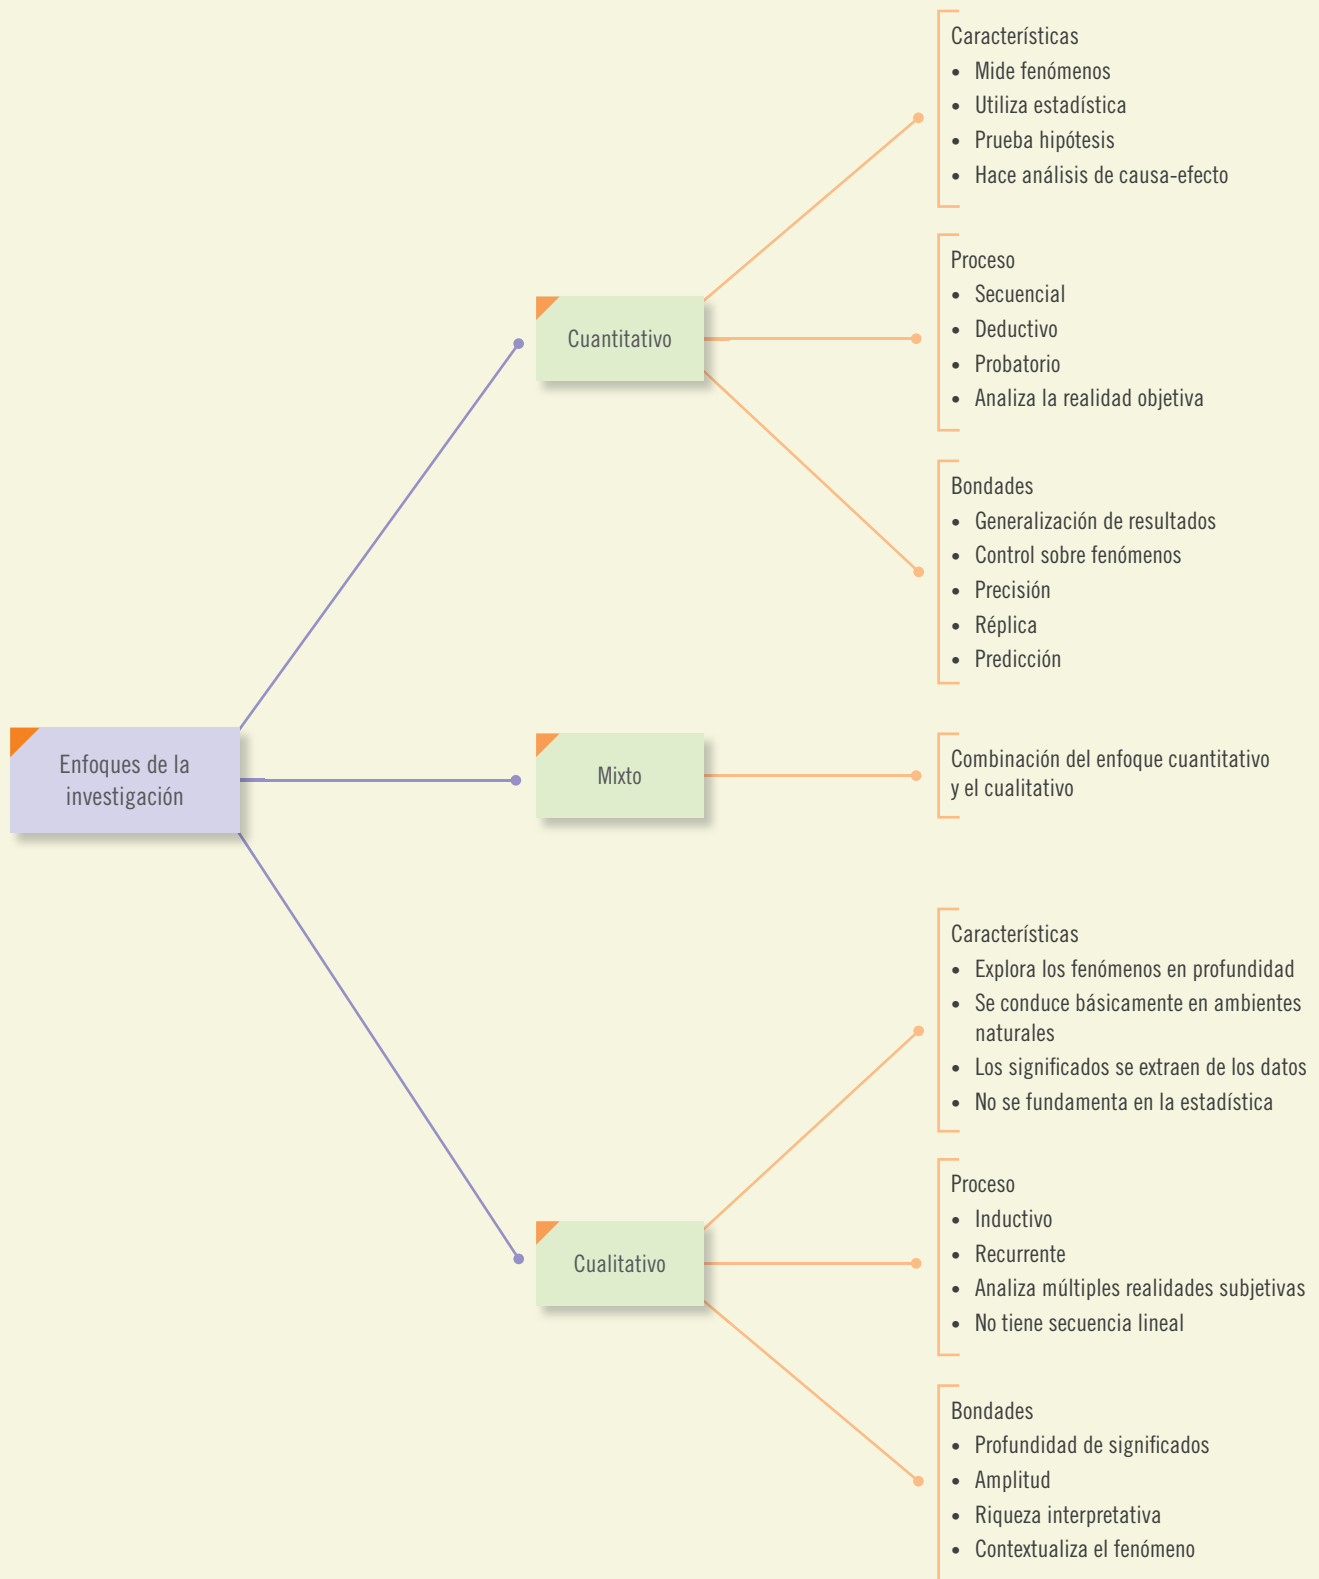 Enfoques de la
investigación
Cuantitativo
Características
• Mide fenómenos
• Utiliza estadística
• Prueba hipótesis
• Hace análisis de causa-efecto
Proceso
• Secuencial
• Deductivo
• Probatorio
• Analiza la realidad objetiva
Bondades
• Generalización de resultados
• Control sobre fenómenos
• Precisión
• Réplica
• Predicción
Mixto
Combinación del enfoque cuantitativo
y el cualitativo
Cualitativo
Características
• Explora los fenómenos en profundidad
• Se conduce básicamente en ambientes
naturales
• Los significados se extraen de los datos
• No se fundamenta en la estadística
Proceso
• Inductivo
• Recurrente
• Analiza múltiples realidades subjetivas
• No tiene secuencia lineal
Bondades
• Profundidad de significados
• Amplitud
• Riqueza interpretativa
• Contextualiza el fenómeno